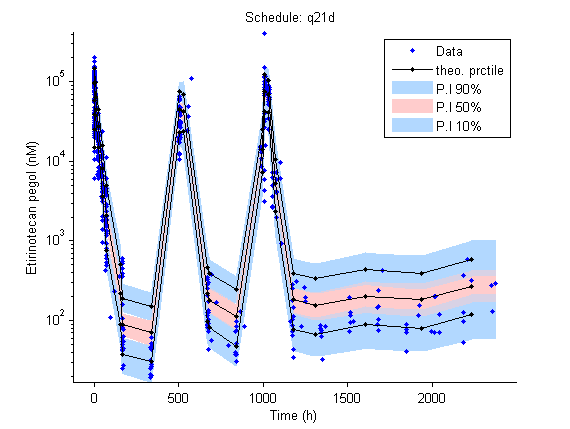 Schedule: q21d
Data
theo. prctile
P.I 90%
P.I 50%
P.I 10%
Etirinotecan pegol (nM)
10^5
10^4
10^3
10^2
0 500 1000 1500 2000
Time (h)